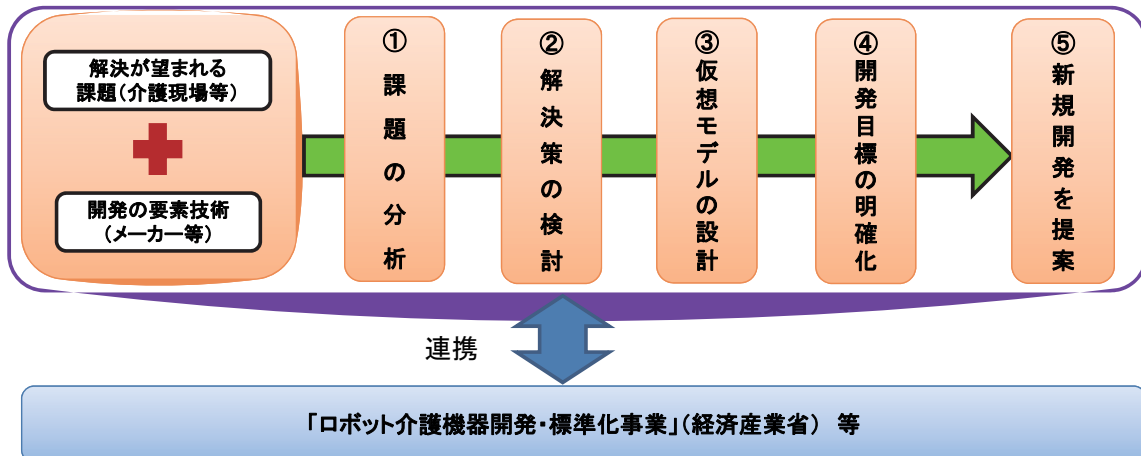 解決が望まれる
課題(介護現場等)
開発の要素技術
(メーカー等)
①課題の分析
②解決策の検討
③仮想モデルの設計
④開発目標の明確化
⑤新規開発を提案
連携
「ロボット介護機器開発・標準化事業」(経済産業省) 等